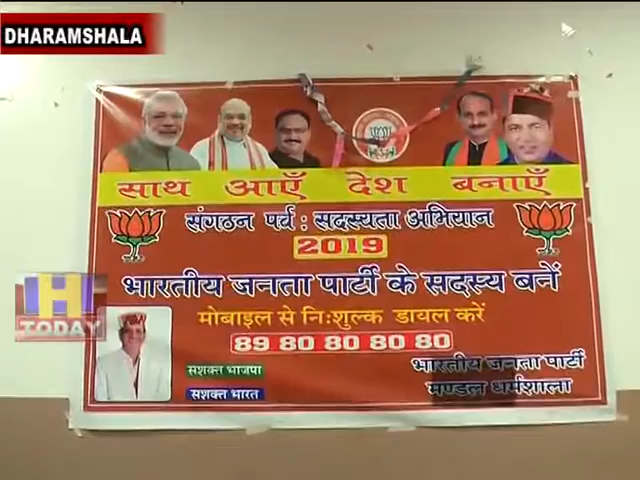 DHARAMSHALA
साथ आएँ देश बनाएँ
संगठन पर्व : सदस्यता अभियान
2019
भारतीय जनता पार्टी के सदस्य बनें
मोबाइल से नि:शुल्क डायल करें
89 80 80 80 80
सशक्त भाजपा
सशक्त भारत
भारतीय जनता पार्टी
मण्डल धर्मशाला
H
TODAY